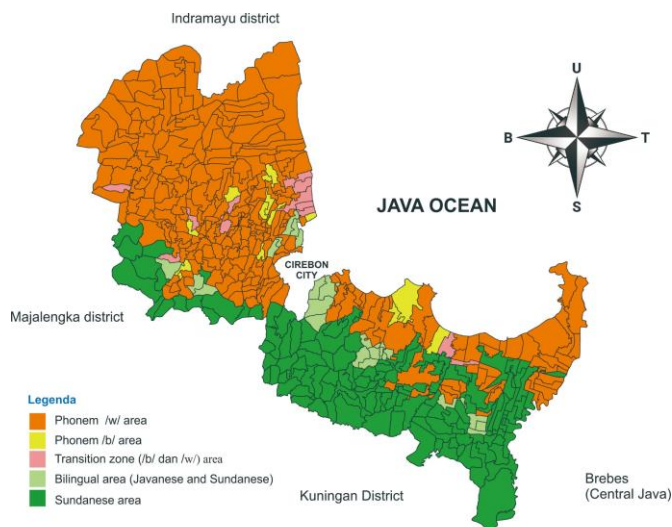 Indramayu district
U
B
T
S
JAVA OCEAN
CIREBON
CITY
Majalengka district
Legenda
Phonem /w/ area
Phonem /b/ area
Transition zone (/b/ dan /w/) area
Bilingual area (Javanese and Sundanese)
Sundanese area
Kuningan District
Brebes
(Central Java)